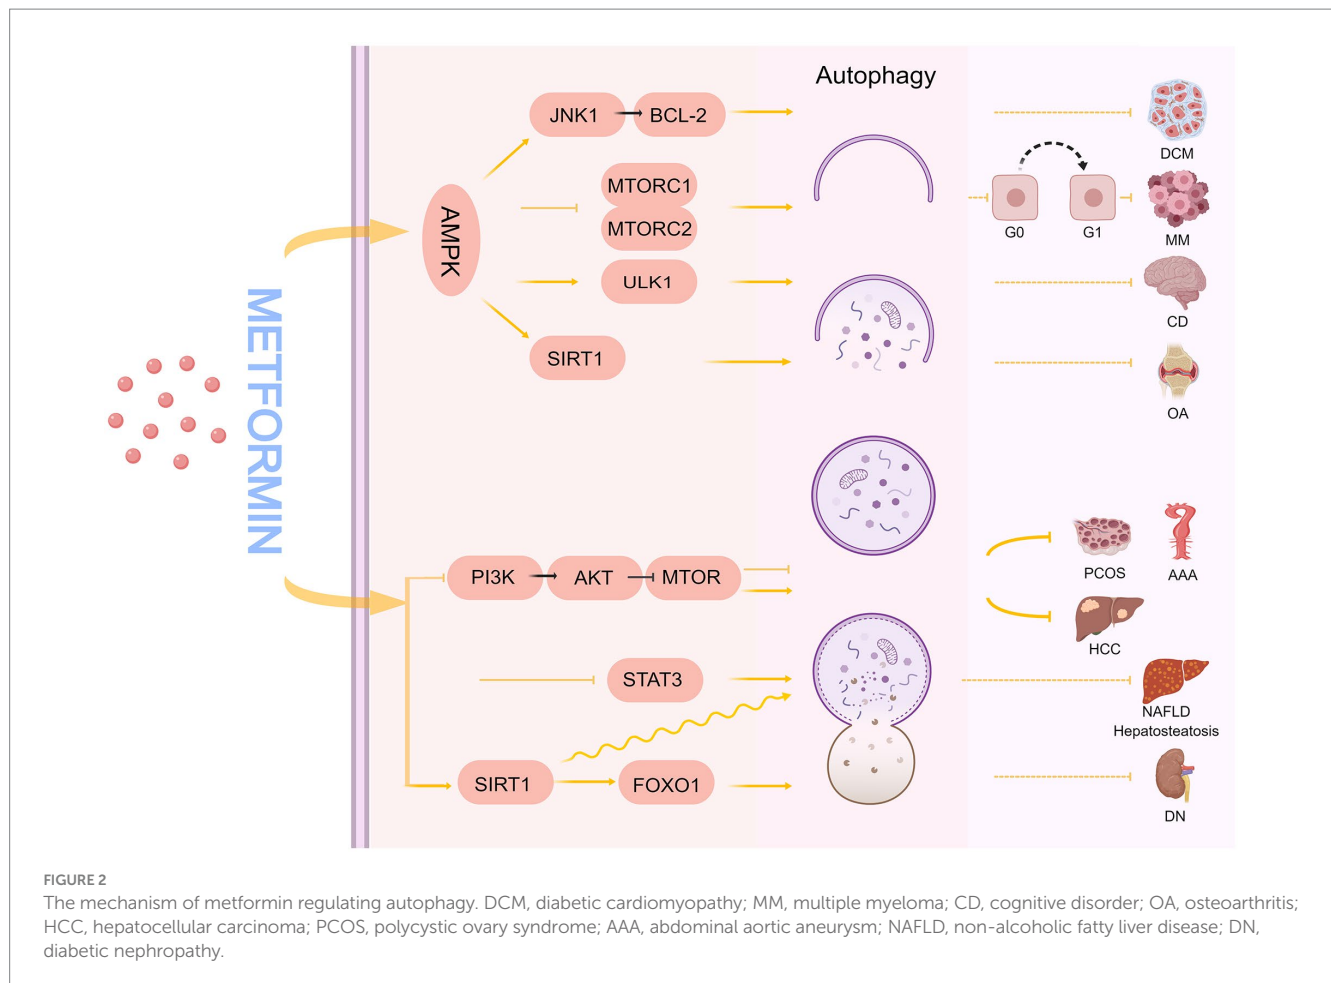 Autophagy
JNK1
BCL-2
DCM
MTORC1
MTORC2
AMPK
G0
G1
MM
ULK1
CD
SIRT1
OA
METFORMIN
PI3K
AKT
MTOR
PCOS
AAA
HCC
STAT3
NAFLD
Hepatosteatosis
SIRT1
FOXO1
DN
FIGURE 2
The mechanism of metformin regulating autophagy. DCM, diabetic cardiomyopathy; MM, multiple myeloma; CD, cognitive disorder; OA, osteoarthritis;
HCC, hepatocellular carcinoma; PCOS, polycystic ovary syndrome; AAA, abdominal aortic aneurysm; NAFLD, non-alcoholic fatty liver disease; DN,
diabetic nephropathy.